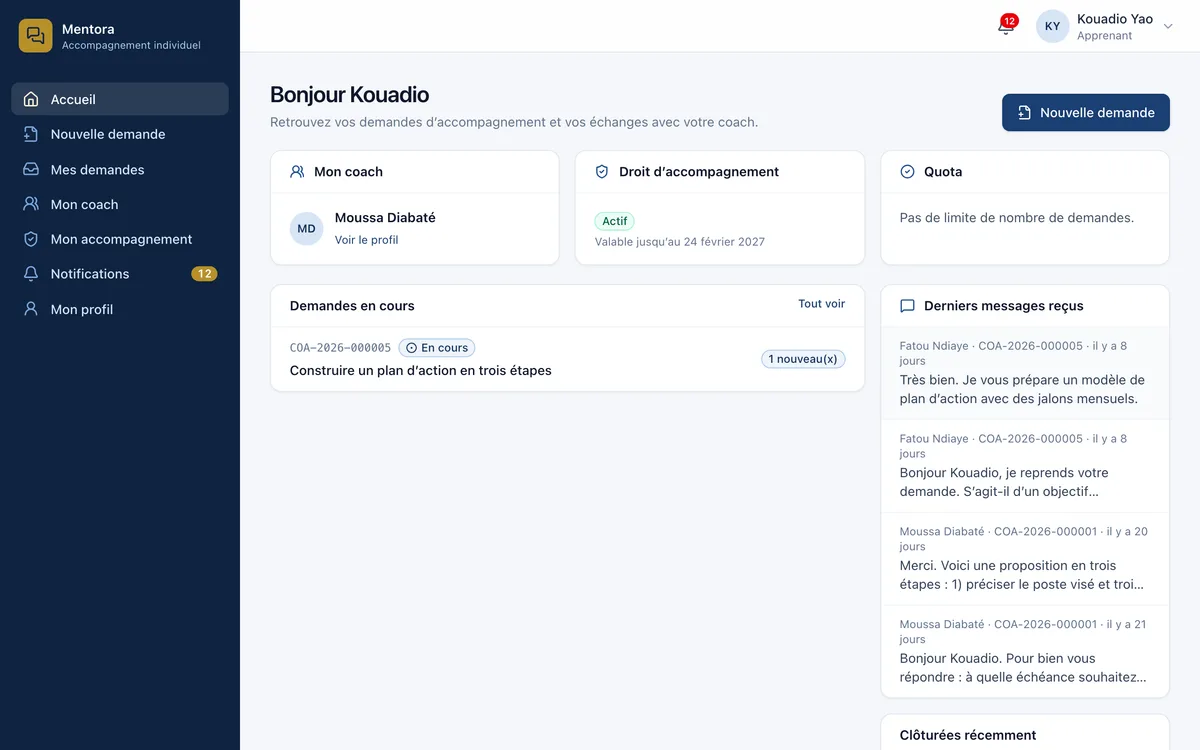 Mentora
Accompagnement individuel
Accueil
Nouvelle demande
Mes demandes
Mon coach
Mon accompagnement
Notifications
12
Mon profil
12
KY
Kouadio Yao
Apprenant
Bonjour Kouadio
Retrouvez vos demandes d’accompagnement et vos échanges avec votre coach.
Nouvelle demande
Mon coach
MD
Moussa Diabaté
Voir le profil
Droit d’accompagnement
Actif
Valable jusqu’au 24 février 2027
Quota
Pas de limite de nombre de demandes.
Demandes en cours
Tout voir
COA-2026-000005
En cours
1 nouveau(x)
Construire un plan d’action en trois étapes
Derniers messages reçus
Fatou Ndiaye · COA-2026-000005 · il y a 8
jours
Très bien. Je vous prépare un modèle de
plan d’action avec des jalons mensuels.
Fatou Ndiaye · COA-2026-000005 · il y a 8
jours
Bonjour Kouadio, je reprends votre
demande. S’agit-il d’un objectif…
Moussa Diabaté · COA-2026-000001 · il y a 20
jours
Merci. Voici une proposition en trois
étapes : 1) préciser le poste visé et troi…
Moussa Diabaté · COA-2026-000001 · il y a 21
jours
Bonjour Kouadio. Pour bien vous
répondre : à quelle échéance souhaitez…
Clôturées récemment